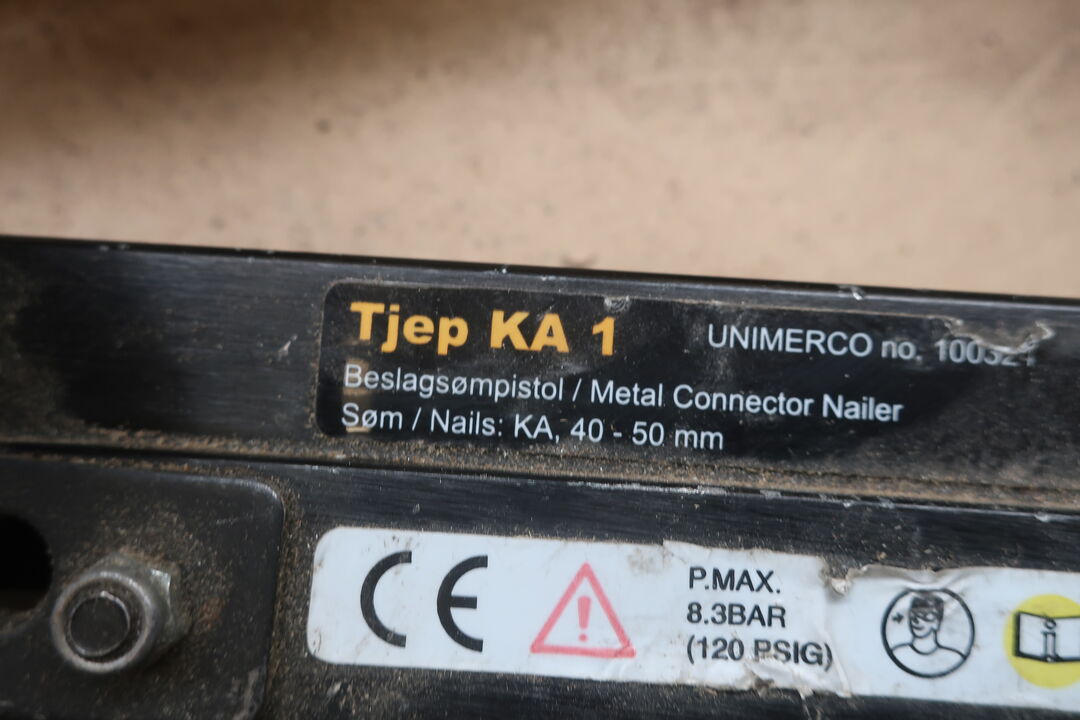 Tjep KA 1
UNIMERCO no. 100321
Beslagsømpistol / Metal Connector Nailer
Søm / Nails: KA, 40 - 50 mm
CE
P.MAX.
8.3BAR
(120 PSIG)